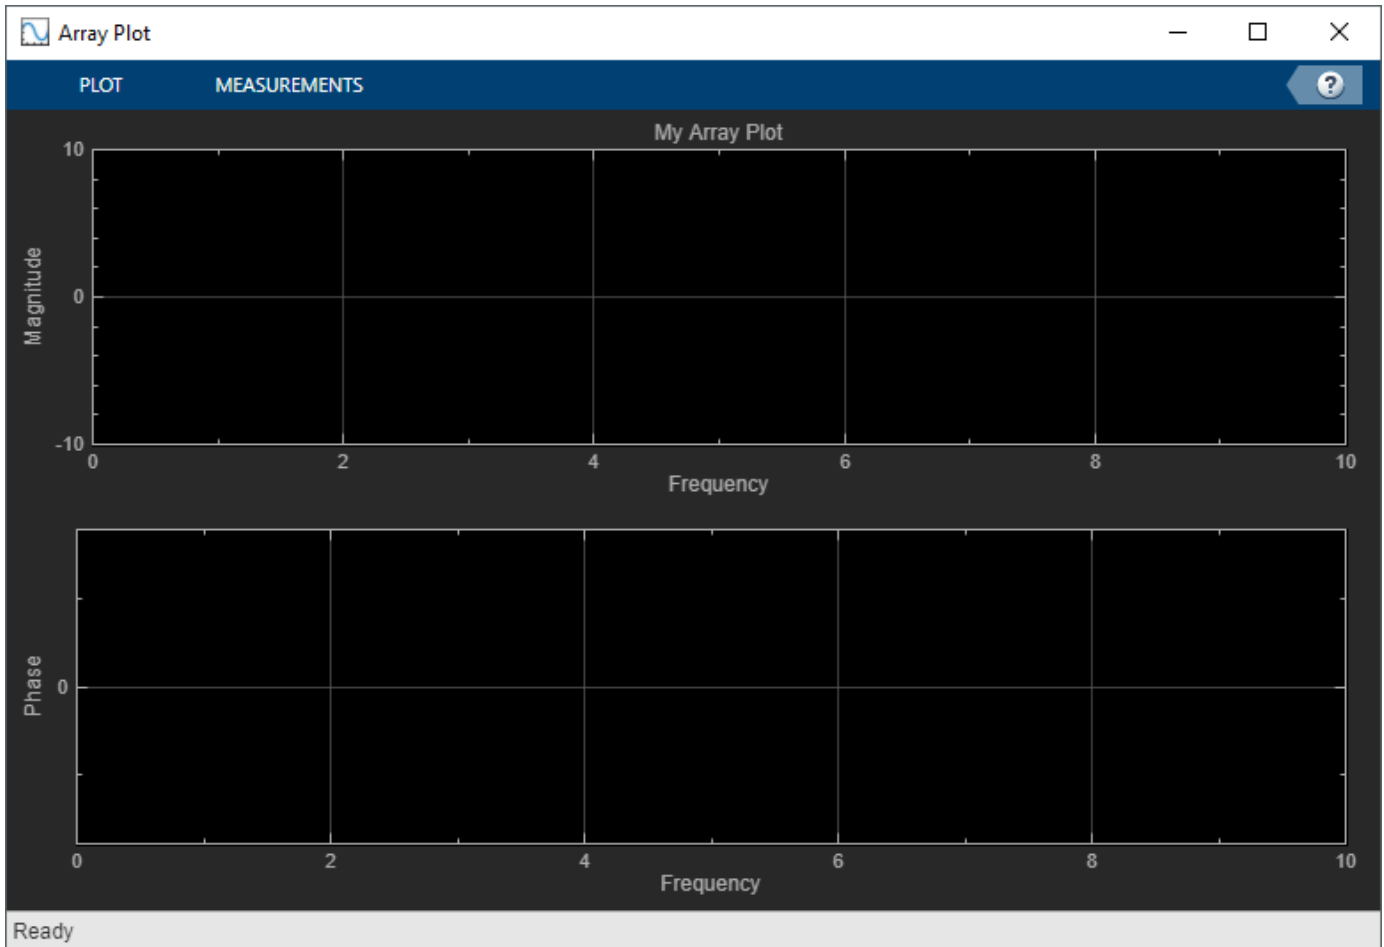 Array Plot
PLOT MEASUREMENTS ?
My Array Plot
10
Magnitude
0
-10
0 2 4 6 8 10
Frequency
Phase
0
0 2 4 6 8 10
Frequency
Ready